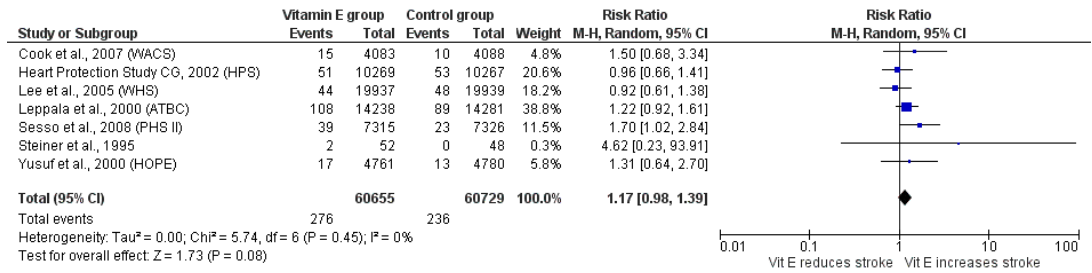 Vitamin E group Control group Risk Ratio Risk Ratio
Study or Subgroup Events Total Events Total Weight M-H, Random, 95% CI M-H, Random, 95% CI
Cook et al., 2007 (WACS) 15 4083 10 4088 4.8% 1.50 [0.68, 3.34]
Heart Protection Study CG, 2002 (HPS) 51 10269 53 10267 20.6% 0.96 [0.66, 1.41]
Lee et al., 2005 (WHS) 44 19937 48 19939 18.2% 0.92 [0.61, 1.38]
Leppala et al., 2000 (ATBC) 108 14238 89 14281 38.8% 1.22 [0.92, 1.61]
Sesso et al., 2008 (PHS II) 39 7315 23 7326 11.5% 1.70 [1.02, 2.84]
Steiner et al., 1995 2 52 0 48 0.3% 4.62 [0.23, 93.91]
Yusuf et al., 2000 (HOPE) 17 4761 13 4780 5.8% 1.31 [0.64, 2.70]
Total (95% CI) 60655 60729 100.0% 1.17 [0.98, 1.39]
Total events 276 236
Heterogeneity: Tau² = 0.00; Chi² = 5.74, df = 6 (P = 0.45); I² = 0%
Test for overall effect: Z = 1.73 (P = 0.08)
0.01 0.1 1 10 100
Vit E reduces stroke Vit E increases stroke